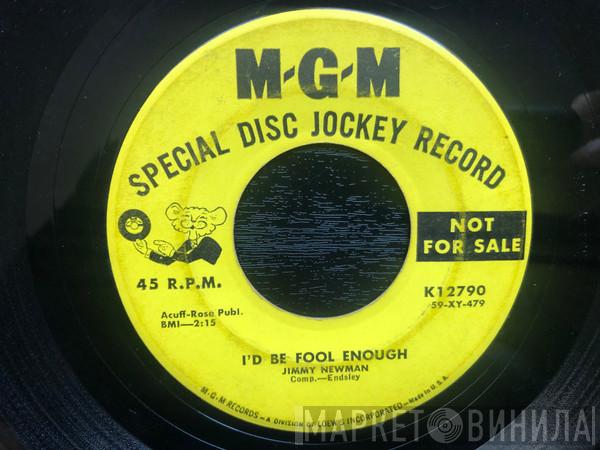 M-G-M
SPECIAL DISC JOCKEY RECORD
NOT
FOR SALE
45 R.P.M.
K12790
59-XY-479
Acuff-Rose Publ.
BMI—2:15
I'D BE FOOL ENOUGH
JIMMY NEWMAN
Comp.—Endsley
M-G-M RECORDS—A DIVISION OF LOEW'S INCORPORATED—Made in U.S.A.
МАРКЕТ ВИНИЛА